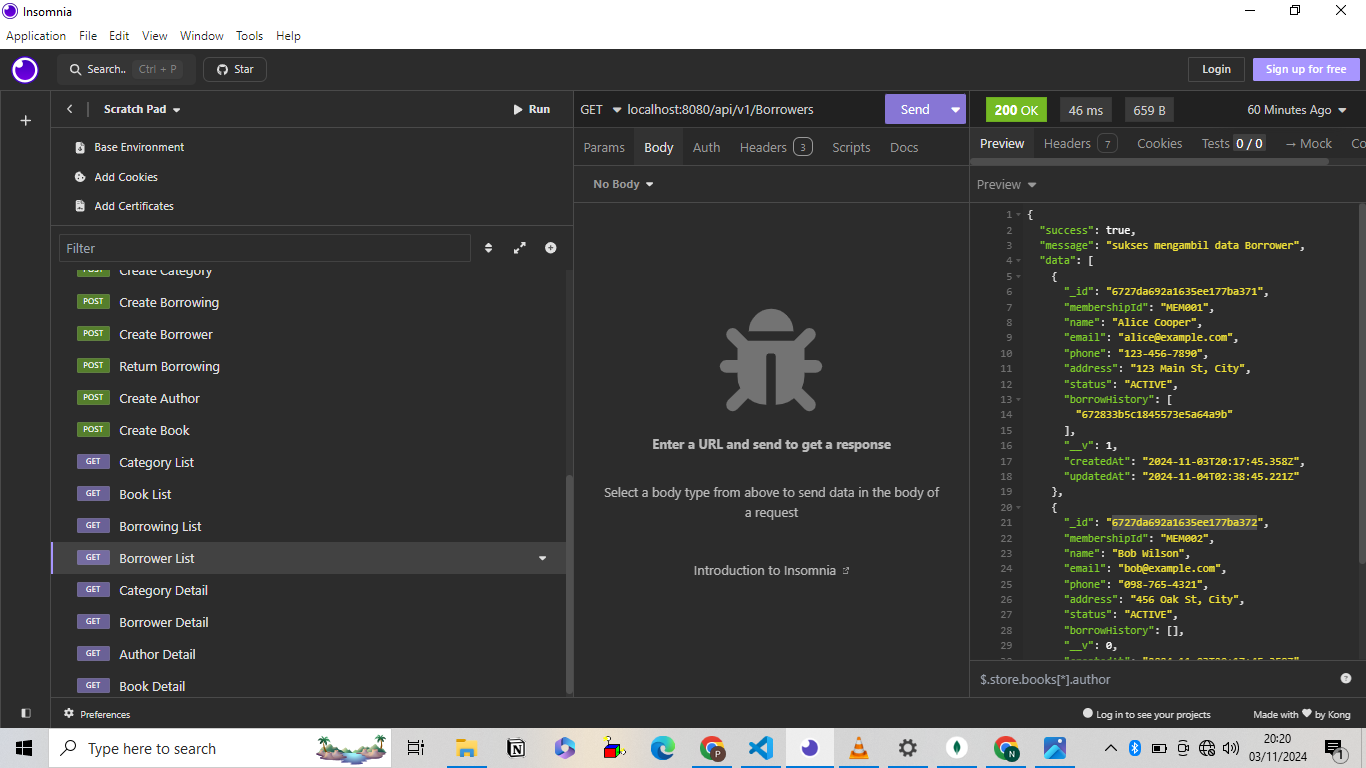 Insomnia
Application File Edit View Window Tools Help
Search.. Ctrl + P Star Login Sign up for free
Scratch Pad Run
Base Environment
Add Cookies
Add Certificates
Filter
POST Create Category
POST Create Borrowing
POST Create Borrower
POST Return Borrowing
POST Create Author
POST Create Book
GET Category List
GET Book List
GET Borrowing List
GET Borrower List
GET Category Detail
GET Borrower Detail
GET Author Detail
GET Book Detail
Preferences
GET localhost:8080/api/v1/Borrowers Send
Params Body Auth Headers 3 Scripts Docs
No Body
Enter a URL and send to get a response
Select a body type from above to send data in the body of
a request
Introduction to Insomnia
200 OK 46 ms 659 B 60 Minutes Ago
Preview Headers 7 Cookies Tests 0 / 0 → Mock Co
Preview
1 {
2 "success": true,
3 "message": "sukses mengambil data Borrower",
4 "data": [
5 {
6 "_id": "6727da692a1635ee177ba371",
7 "membershipId": "MEM001",
8 "name": "Alice Cooper",
9 "email": "alice@example.com",
10 "phone": "123-456-7890",
11 "address": "123 Main St, City",
12 "status": "ACTIVE",
13 "borrowHistory": [
14 "672833b5c1845573e5a64a9b"
15 ],
16 "__v": 1,
17 "createdAt": "2024-11-03T20:17:45.358Z",
18 "updatedAt": "2024-11-04T02:38:45.221Z"
19 },
20 {
21 "_id": "6727da692a1635ee177ba372",
22 "membershipId": "MEM002",
23 "name": "Bob Wilson",
24 "email": "bob@example.com",
25 "phone": "098-765-4321",
26 "address": "456 Oak St, City",
27 "status": "ACTIVE",
28 "borrowHistory": [],
29 "__v": 0,
$.store.books[*].author
Log in to see your projects Made with ❤ by Kong
Type here to search
P
N
20:20
03/11/2024
1